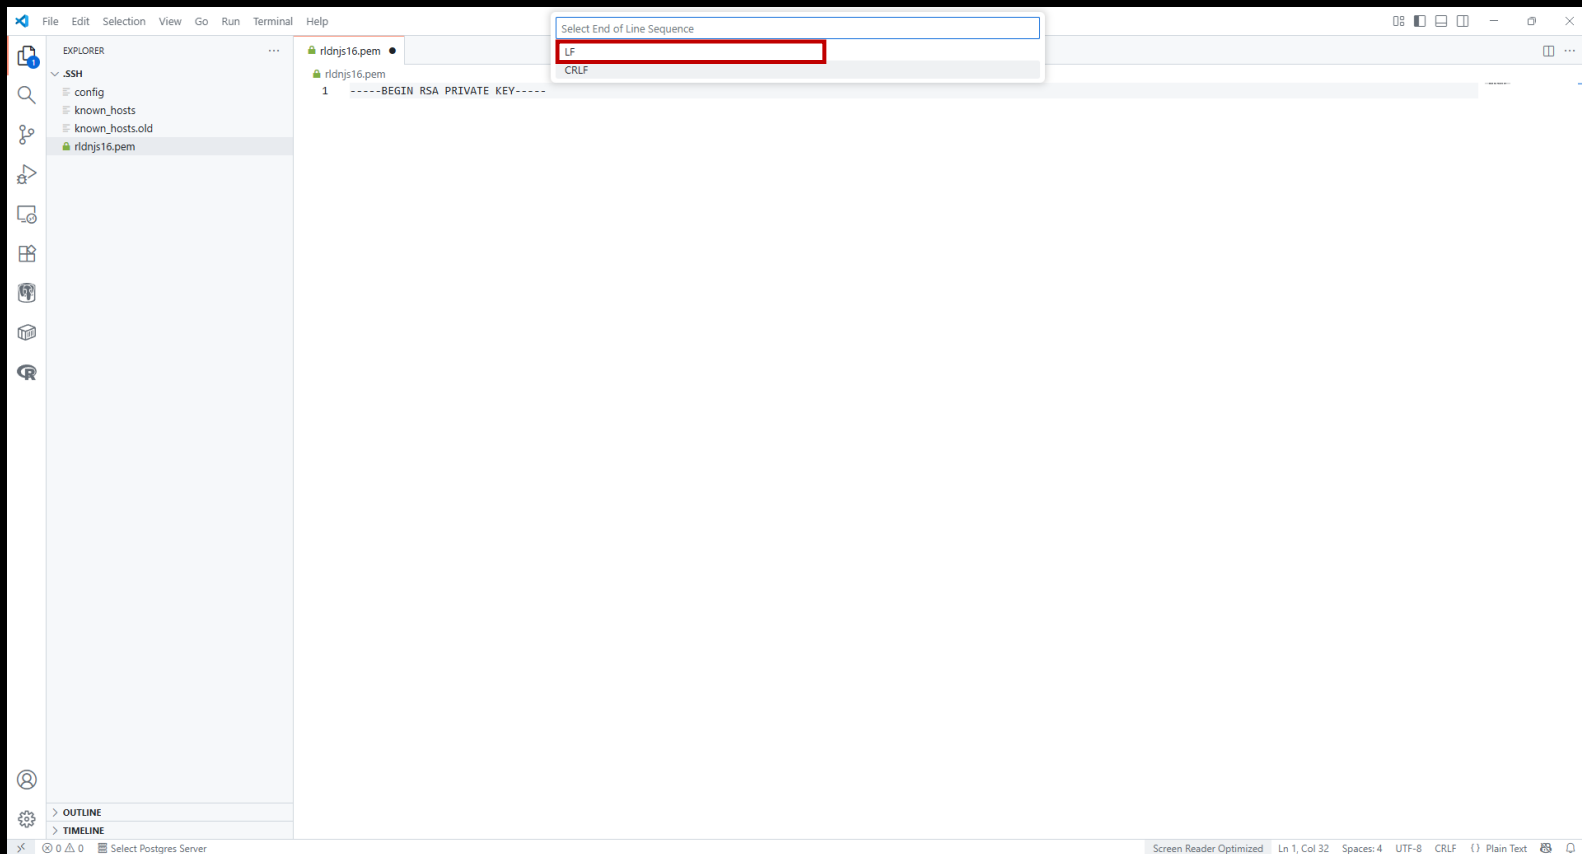 File Edit Selection View Go Run Terminal Help
Select End of Line Sequence
LF
CRLF
EXPLORER
.SSH
config
known_hosts
known_hosts.old
rldnjs16.pem
rldnjs16.pem
rldnjs16.pem
1 -----BEGIN RSA PRIVATE KEY-----
1
OUTLINE
TIMELINE
0 0 Select Postgres Server
Screen Reader Optimized Ln 1, Col 32 Spaces: 4 UTF-8 CRLF {} Plain Text